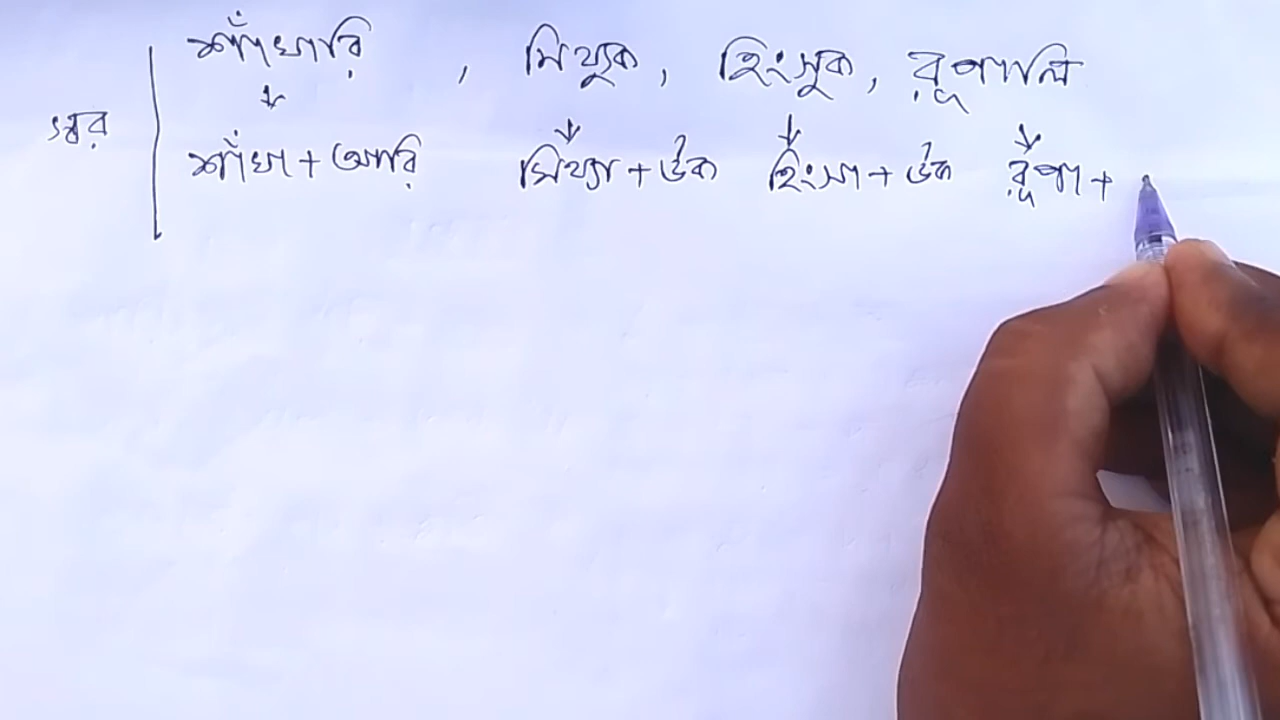 শাঁখারি , মিথ্যুক, হিংসুক, রূপালি
স্বর
শাঁখা + আরি মিথ্যা + উক হিংসা + উক রূপা +